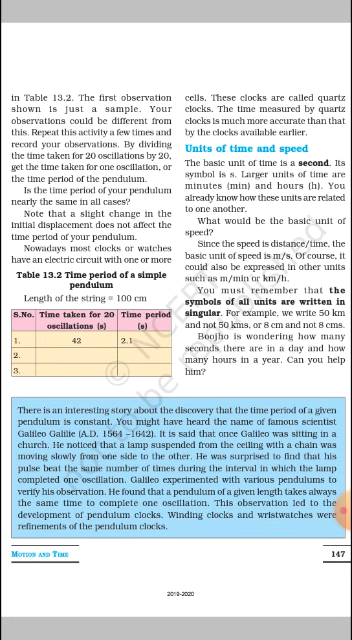 in Table 13.2. The first observation
shown is just a sample. Your
observations could be different from
this. Repeat this activity a few times and
record your observations. By dividing
the time taken for 20 oscillations by 20,
get the time taken for one oscillation, or
the time period of the pendulum.
Is the time period of your pendulum
nearly the same in all cases?
Note that a slight change in the
initial displacement does not affect the
time period of your pendulum.
Nowadays most clocks or watches
have an electric circuit with one or more
Table 13.2 Time period of a simple
pendulum
Length of the string = 100 cm
S.No. Time taken for 20 Time period
oscillations (s) (s)
1. 42 2.1
2.
3.
cells. These clocks are called quartz
clocks. The time measured by quartz
clocks is much more accurate than that
by the clocks available earlier.
Units of time and speed
The basic unit of time is a second. Its
symbol is s. Larger units of time are
minutes (min) and hours (h). You
already know how these units are related
to one another.
What would be the basic unit of
speed?
Since the speed is distance/time, the
basic unit of speed is m/s. Of course, it
could also be expressed in other units
such as m/min or km/h.
You must remember that the
symbols of all units are written in
singular. For example, we write 50 km
and not 50 kms, or 8 cm and not 8 cms.
Boojho is wondering how many
seconds there are in a day and how
many hours in a year. Can you help
him?
There is an interesting story about the discovery that the time period of a given
pendulum is constant. You might have heard the name of famous scientist
Galileo Galilie (A.D. 1564 –1642). It is said that once Galileo was sitting in a
church. He noticed that a lamp suspended from the ceiling with a chain was
moving slowly from one side to the other. He was surprised to find that his
pulse beat the same number of times during the interval in which the lamp
completed one oscillation. Galileo experimented with various pendulums to
verify his observation. He found that a pendulum of a given length takes always
the same time to complete one oscillation. This observation led to the
development of pendulum clocks. Winding clocks and wristwatches were
refinements of the pendulum clocks.
MOTION AND TIME 147
2019-2020